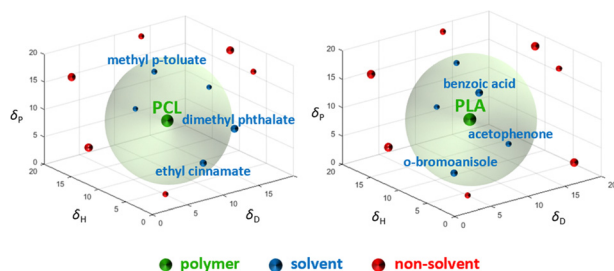 20
15
10
5
0
δP
methyl p-toluate
PCL
dimethyl phthalate
ethyl cinnamate
20
15
10
5
0
δH
0
5
10
15
20
δD
20
15
10
5
0
δP
benzoic acid
PLA
acetophenone
o-bromoanisole
20
15
10
5
0
δH
0
5
10
15
20
δD
polymer
solvent
non-solvent